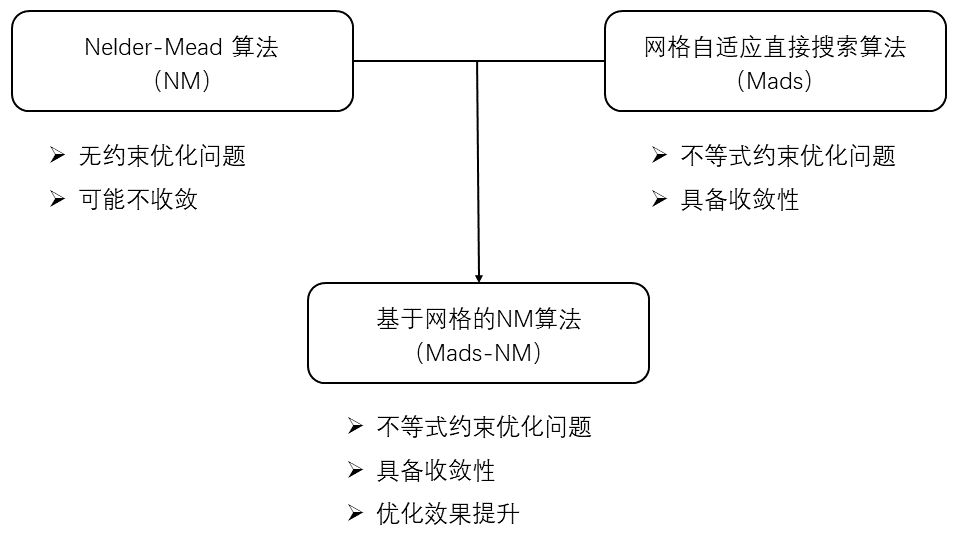 Nelder-Mead 算法
（NM）
➢ 无约束优化问题
➢ 可能不收敛
网格自适应直接搜索算法
（Mads）
➢ 不等式约束优化问题
➢ 具备收敛性
基于网格的NM算法
（Mads-NM）
➢ 不等式约束优化问题
➢ 具备收敛性
➢ 优化效果提升